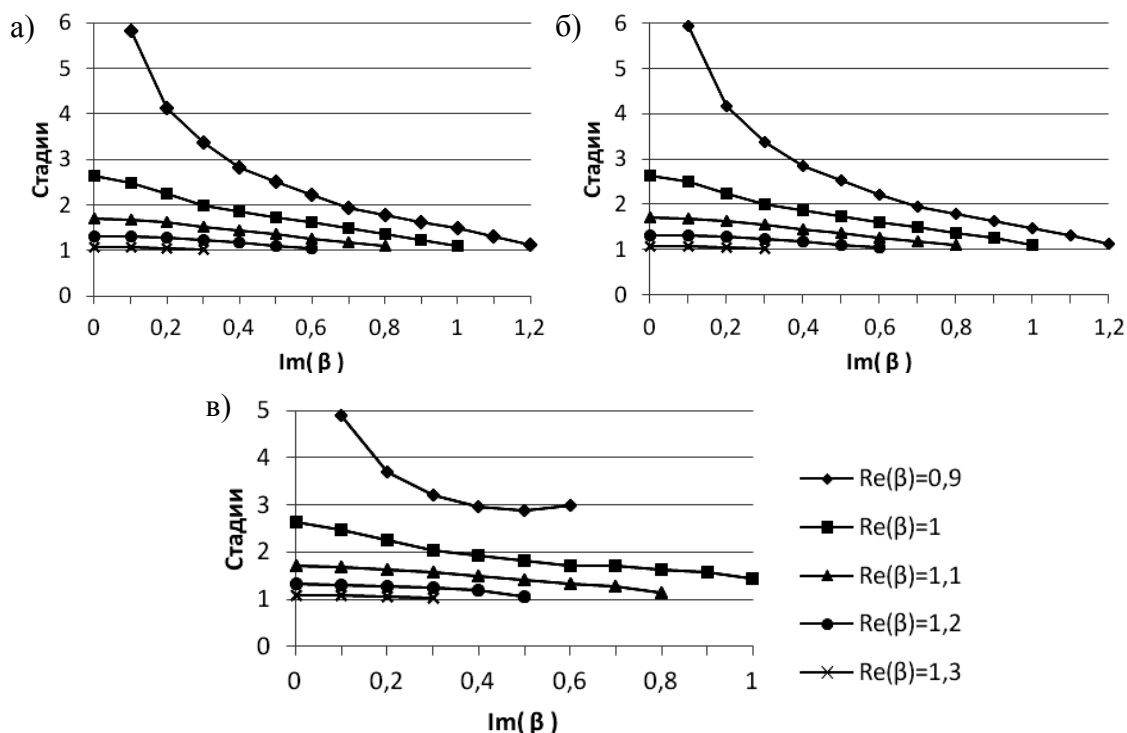 а)
6
5
4
3
2
1
0
Стадии
0 0,2 0,4 0,6 0,8 1 1,2
Im( β )
б)
6
5
4
3
2
1
0
Стадии
0 0,2 0,4 0,6 0,8 1 1,2
Im( β )
в)
5
4
3
2
1
0
Стадии
0 0,2 0,4 0,6 0,8 1
Im( β )
Re(β)=0,9
Re(β)=1
Re(β)=1,1
Re(β)=1,2
Re(β)=1,3